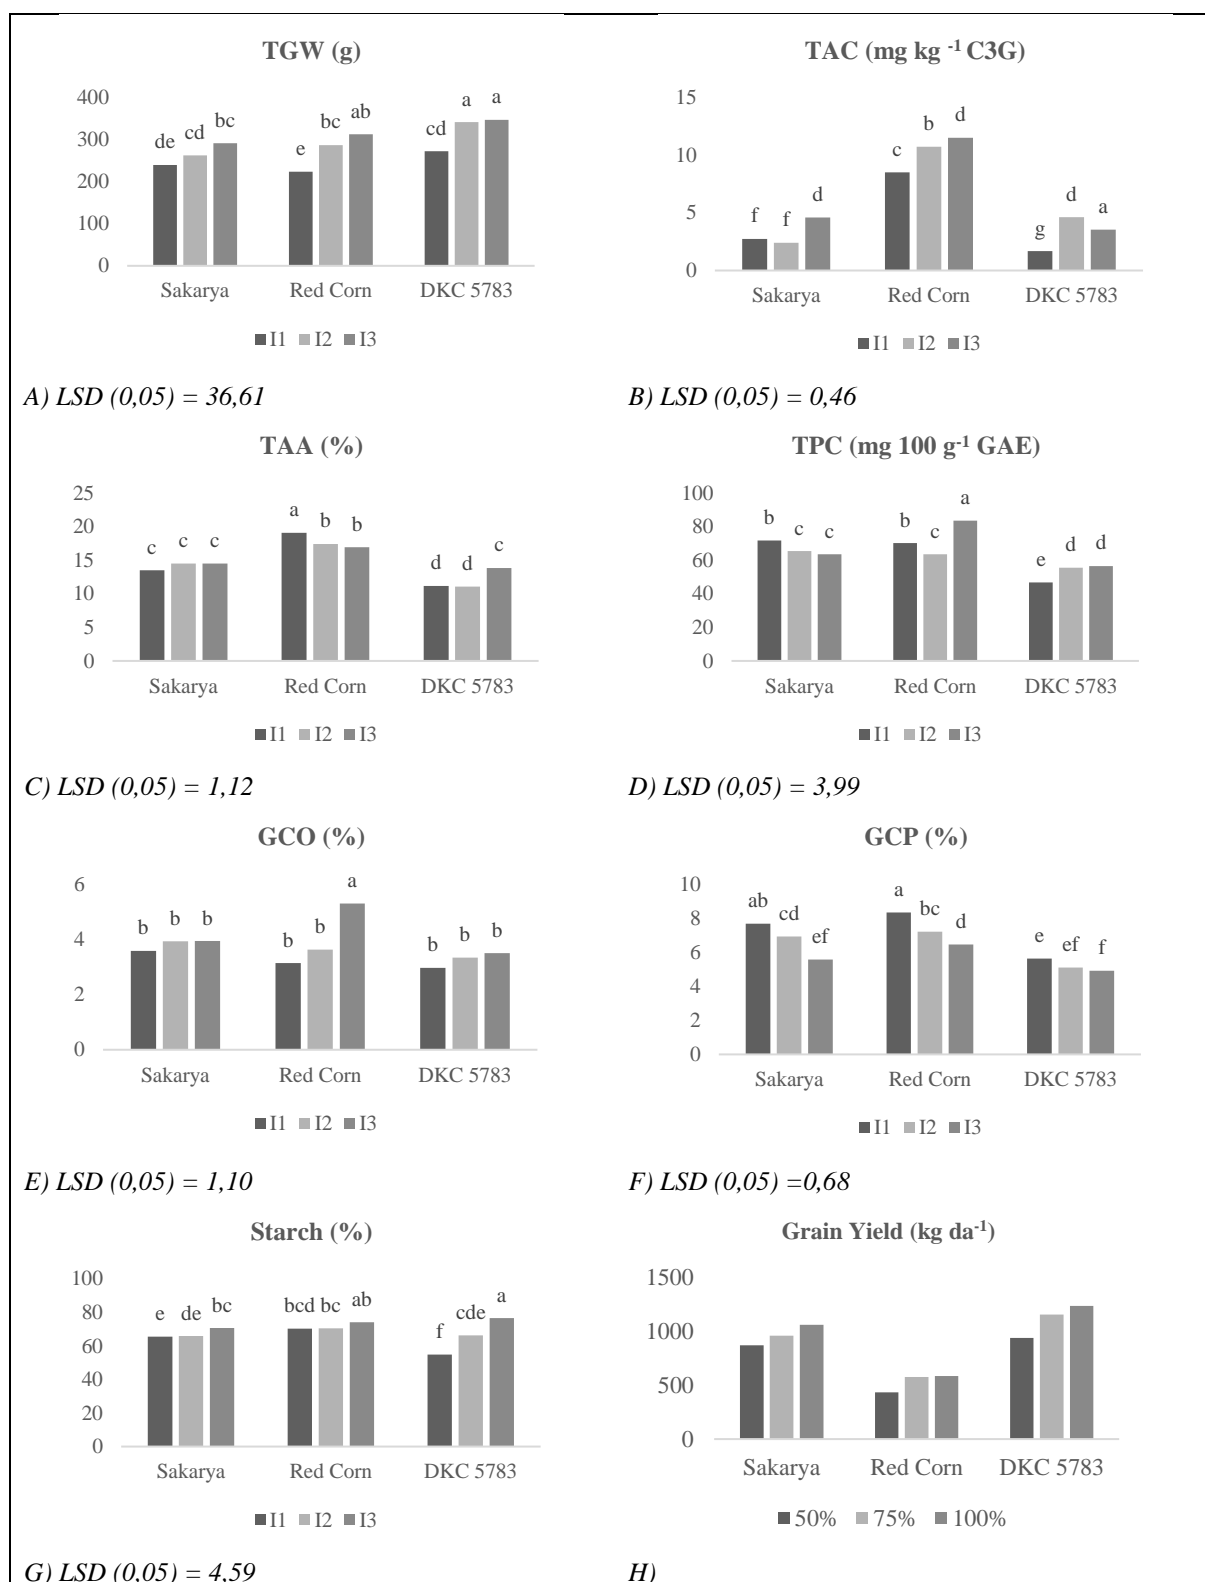 TGW (g)
400
300
200
100
0
de cd bc
e bc ab
cd a a
Sakarya Red Corn DKC 5783
I1 I2 I3
A) LSD (0,05) = 36,61
TAC (mg kg -1 C3G)
15
10
5
0
f f d
c b d
g d a
Sakarya Red Corn DKC 5783
I1 I2 I3
B) LSD (0,05) = 0,46
TAA (%)
25
20
15
10
5
0
c c c
a b b
d d c
Sakarya Red Corn DKC 5783
I1 I2 I3
C) LSD (0,05) = 1,12
TPC (mg 100 g-1 GAE)
100
80
60
40
20
0
b c c
b c a
e d d
Sakarya Red Corn DKC 5783
I1 I2 I3
D) LSD (0,05) = 3,99
GCO (%)
6
4
2
0
b b b
b b a
b b b
Sakarya Red Corn DKC 5783
I1 I2 I3
E) LSD (0,05) = 1,10
GCP (%)
10
8
6
4
2
0
ab cd ef
a bc d
e ef f
Sakarya Red Corn DKC 5783
I1 I2 I3
F) LSD (0,05) =0,68
Starch (%)
100
80
60
40
20
0
e de bc
bcd bc ab
f cde a
Sakarya Red Corn DKC 5783
I1 I2 I3
G) LSD (0,05) = 4,59
Grain Yield (kg da-1)
1500
1000
500
0
Sakarya Red Corn DKC 5783
50% 75% 100%
H)